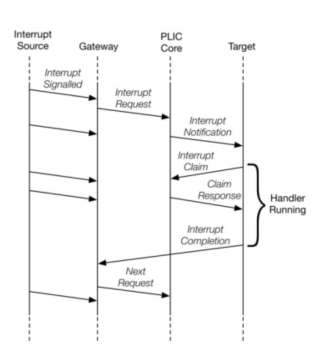 Interrupt
Source
Gateway
PLIC
Core
Target
Interrupt
Signalled
Interrupt
Request
Interrupt
Notification
Interrupt
Claim
Claim
Response
Handler
Running
Interrupt
Completion
Next
Request